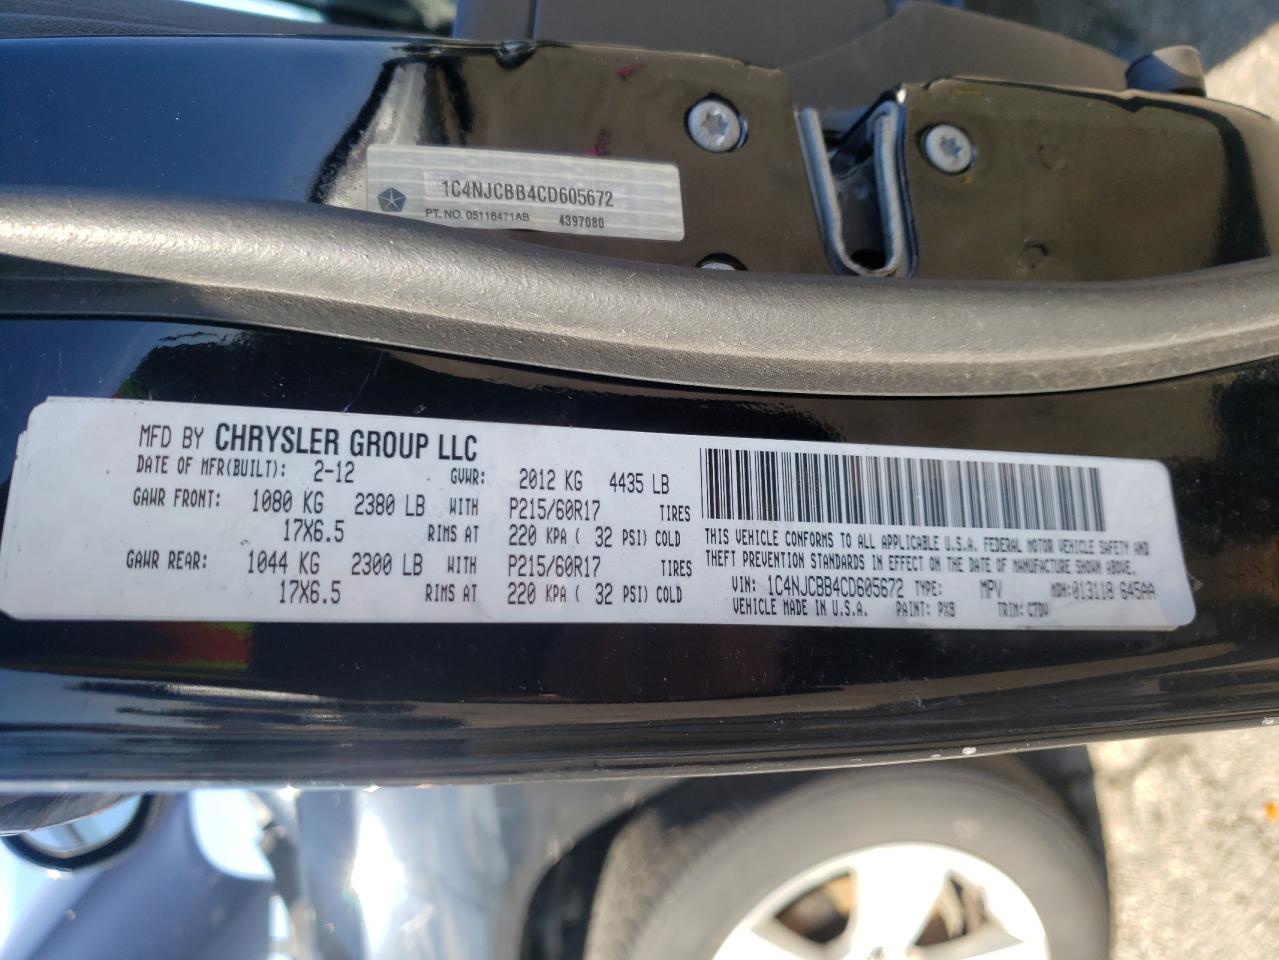 1C4NJCBB4CD605672
PT. NO. 05116471AB 4397080
MFD BY CHRYSLER GROUP LLC
DATE OF MFR(BUILT): 2-12 GVWR: 2012 KG 4435 LB
GAWR FRONT: 1080 KG 2380 LB WITH P215/60R17 TIRES
17X6.5 RIMS AT 220 KPA ( 32 PSI) COLD
GAWR REAR: 1044 KG 2300 LB WITH P215/60R17 TIRES
17X6.5 RIMS AT 220 KPA ( 32 PSI) COLD
THIS VEHICLE CONFORMS TO ALL APPLICABLE U.S.A. FEDERAL MOTOR VEHICLE SAFETY AND
THEFT PREVENTION STANDARDS IN EFFECT ON THE DATE OF MANUFACTURE SHOWN ABOVE.
VIN: 1C4NJCBB4CD605672 TYPE: MPV MDH: 013118 645AA
VEHICLE MADE IN U.S.A. PAINT: PX8 TRIM: C7DV